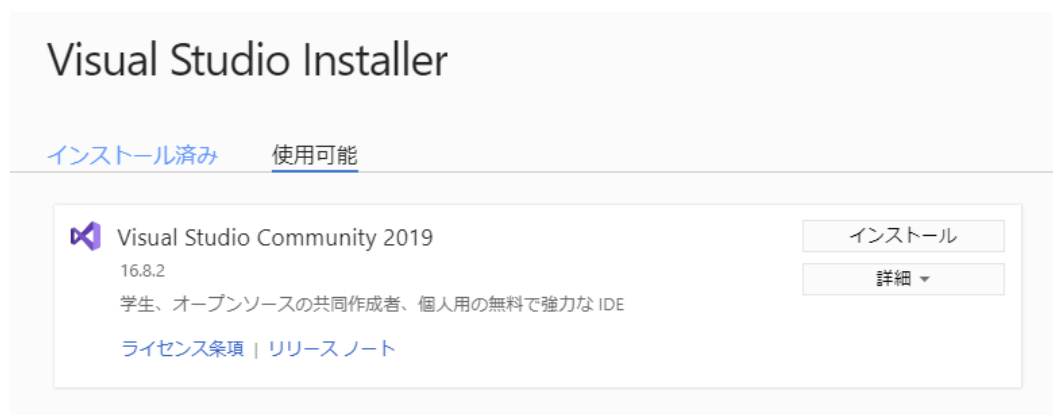 Visual Studio Installer
インストール済み 使用可能
Visual Studio Community 2019
インストール
16.8.2
詳細
学生、オープンソースの共同作成者、個人用の無料で強力な IDE
ライセンス条項 | リリース ノート